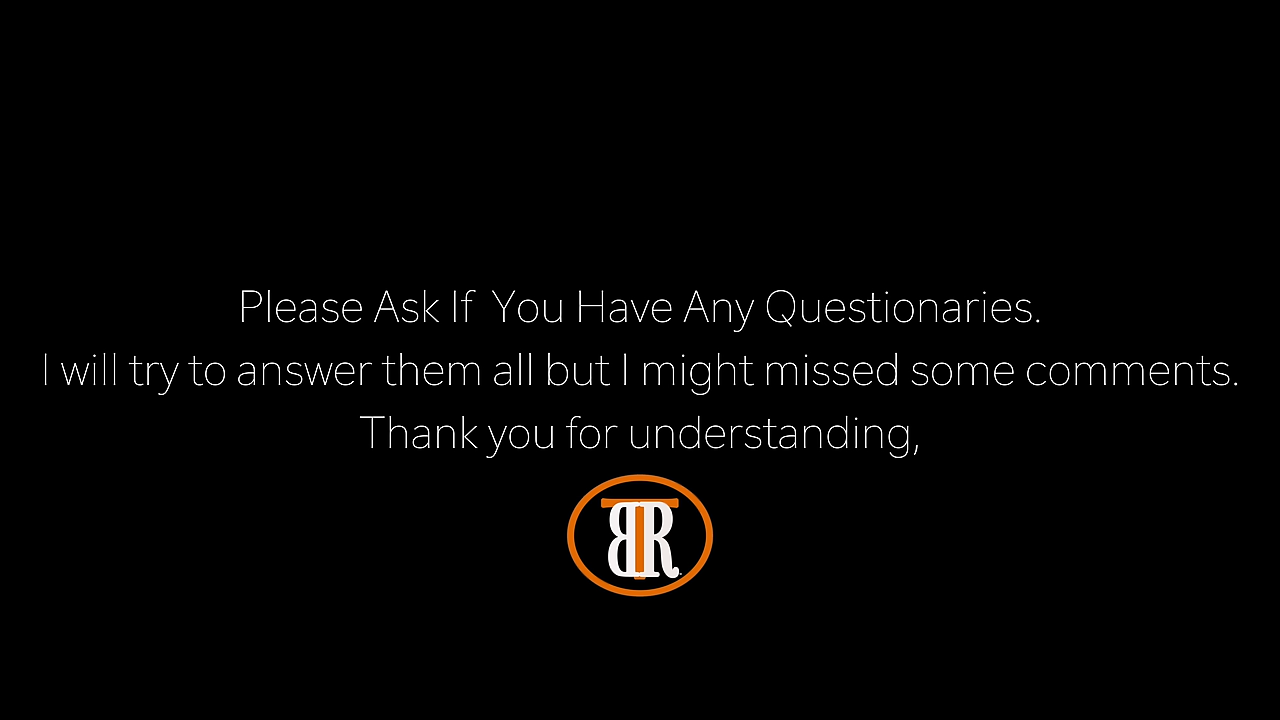 Please Ask If  You Have Any Questionaries.
I will try to answer them all but I might missed some comments.
Thank you for understanding,
BTR